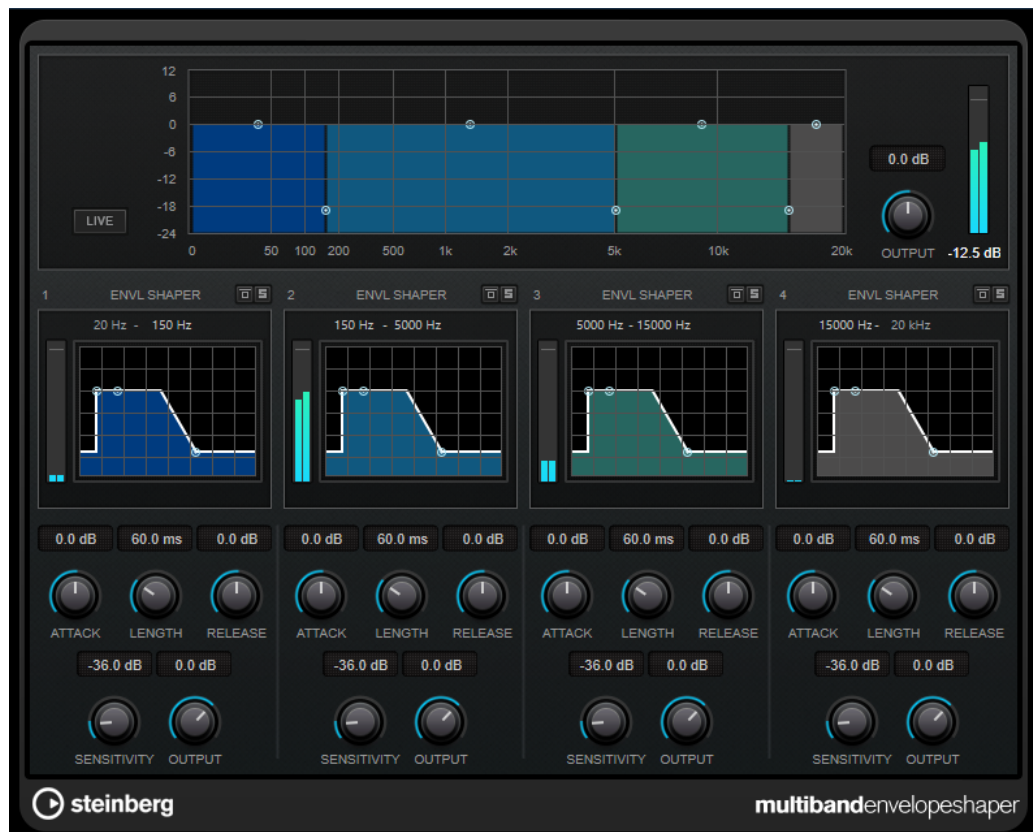 12
6
0
-6
-12
-18
-24
LIVE
0 50 100 200 500 1k 2k 5k 10k 20k
0.0 dB
OUTPUT -12.5 dB
1 ENVL SHAPER S
2 ENVL SHAPER S
3 ENVL SHAPER S
4 ENVL SHAPER S
20 Hz - 150 Hz
150 Hz - 5000 Hz
5000 Hz - 15000 Hz
15000 Hz - 20 kHz
0.0 dB 60.0 ms 0.0 dB 0.0 dB 60.0 ms 0.0 dB 0.0 dB 60.0 ms 0.0 dB 0.0 dB 60.0 ms 0.0 dB
ATTACK LENGTH RELEASE ATTACK LENGTH RELEASE ATTACK LENGTH RELEASE ATTACK LENGTH RELEASE
-36.0 dB 0.0 dB -36.0 dB 0.0 dB -36.0 dB 0.0 dB -36.0 dB 0.0 dB
SENSITIVITY OUTPUT SENSITIVITY OUTPUT SENSITIVITY OUTPUT SENSITIVITY OUTPUT
steinberg
multibandenvelopeshaper